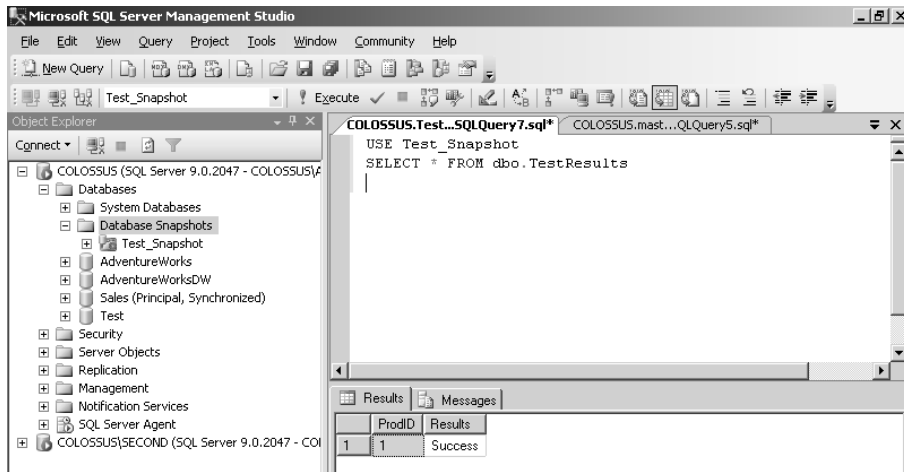 Microsoft SQL Server Management Studio
File Edit View Query Project Tools Window Community Help
New Query
Test_Snapshot Execute
Object Explorer
COLOSSUS.Test...SQLQuery7.sql* COLOSSUS.mast...QLQuery5.sql*
Connect
USE Test_Snapshot
SELECT * FROM dbo.TestResults
COLOSSUS (SQL Server 9.0.2047 - COLOSSUS\A
Databases
System Databases
Database Snapshots
Test_Snapshot
AdventureWorks
AdventureWorksDW
Sales (Principal, Synchronized)
Test
Security
Server Objects
Replication
Management
Notification Services
SQL Server Agent
COLOSSUS\SECOND (SQL Server 9.0.2047 - COL
Results Messages
ProdID Results
1 1 Success